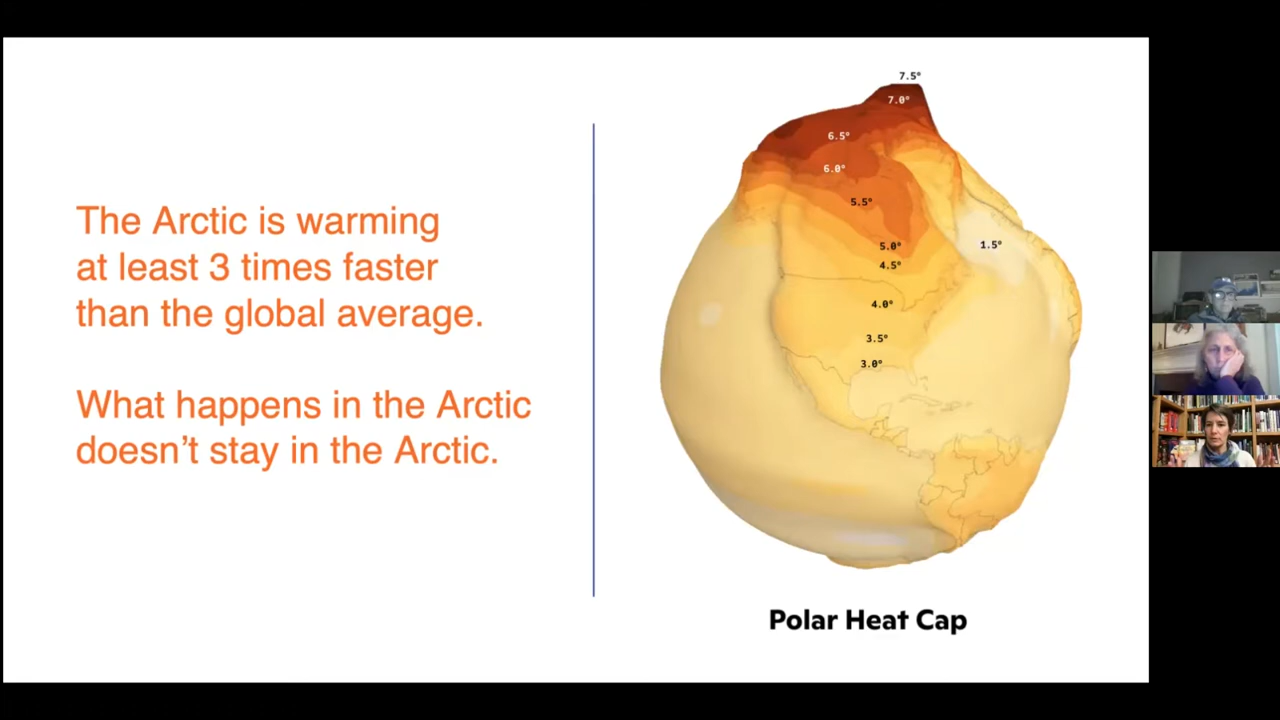 The Arctic is warming
at least 3 times faster
than the global average.
What happens in the Arctic
doesn’t stay in the Arctic.
7.5°
7.0°
6.5°
6.0°
5.5°
5.0°
1.5°
4.5°
4.0°
3.5°
3.0°
Polar Heat Cap